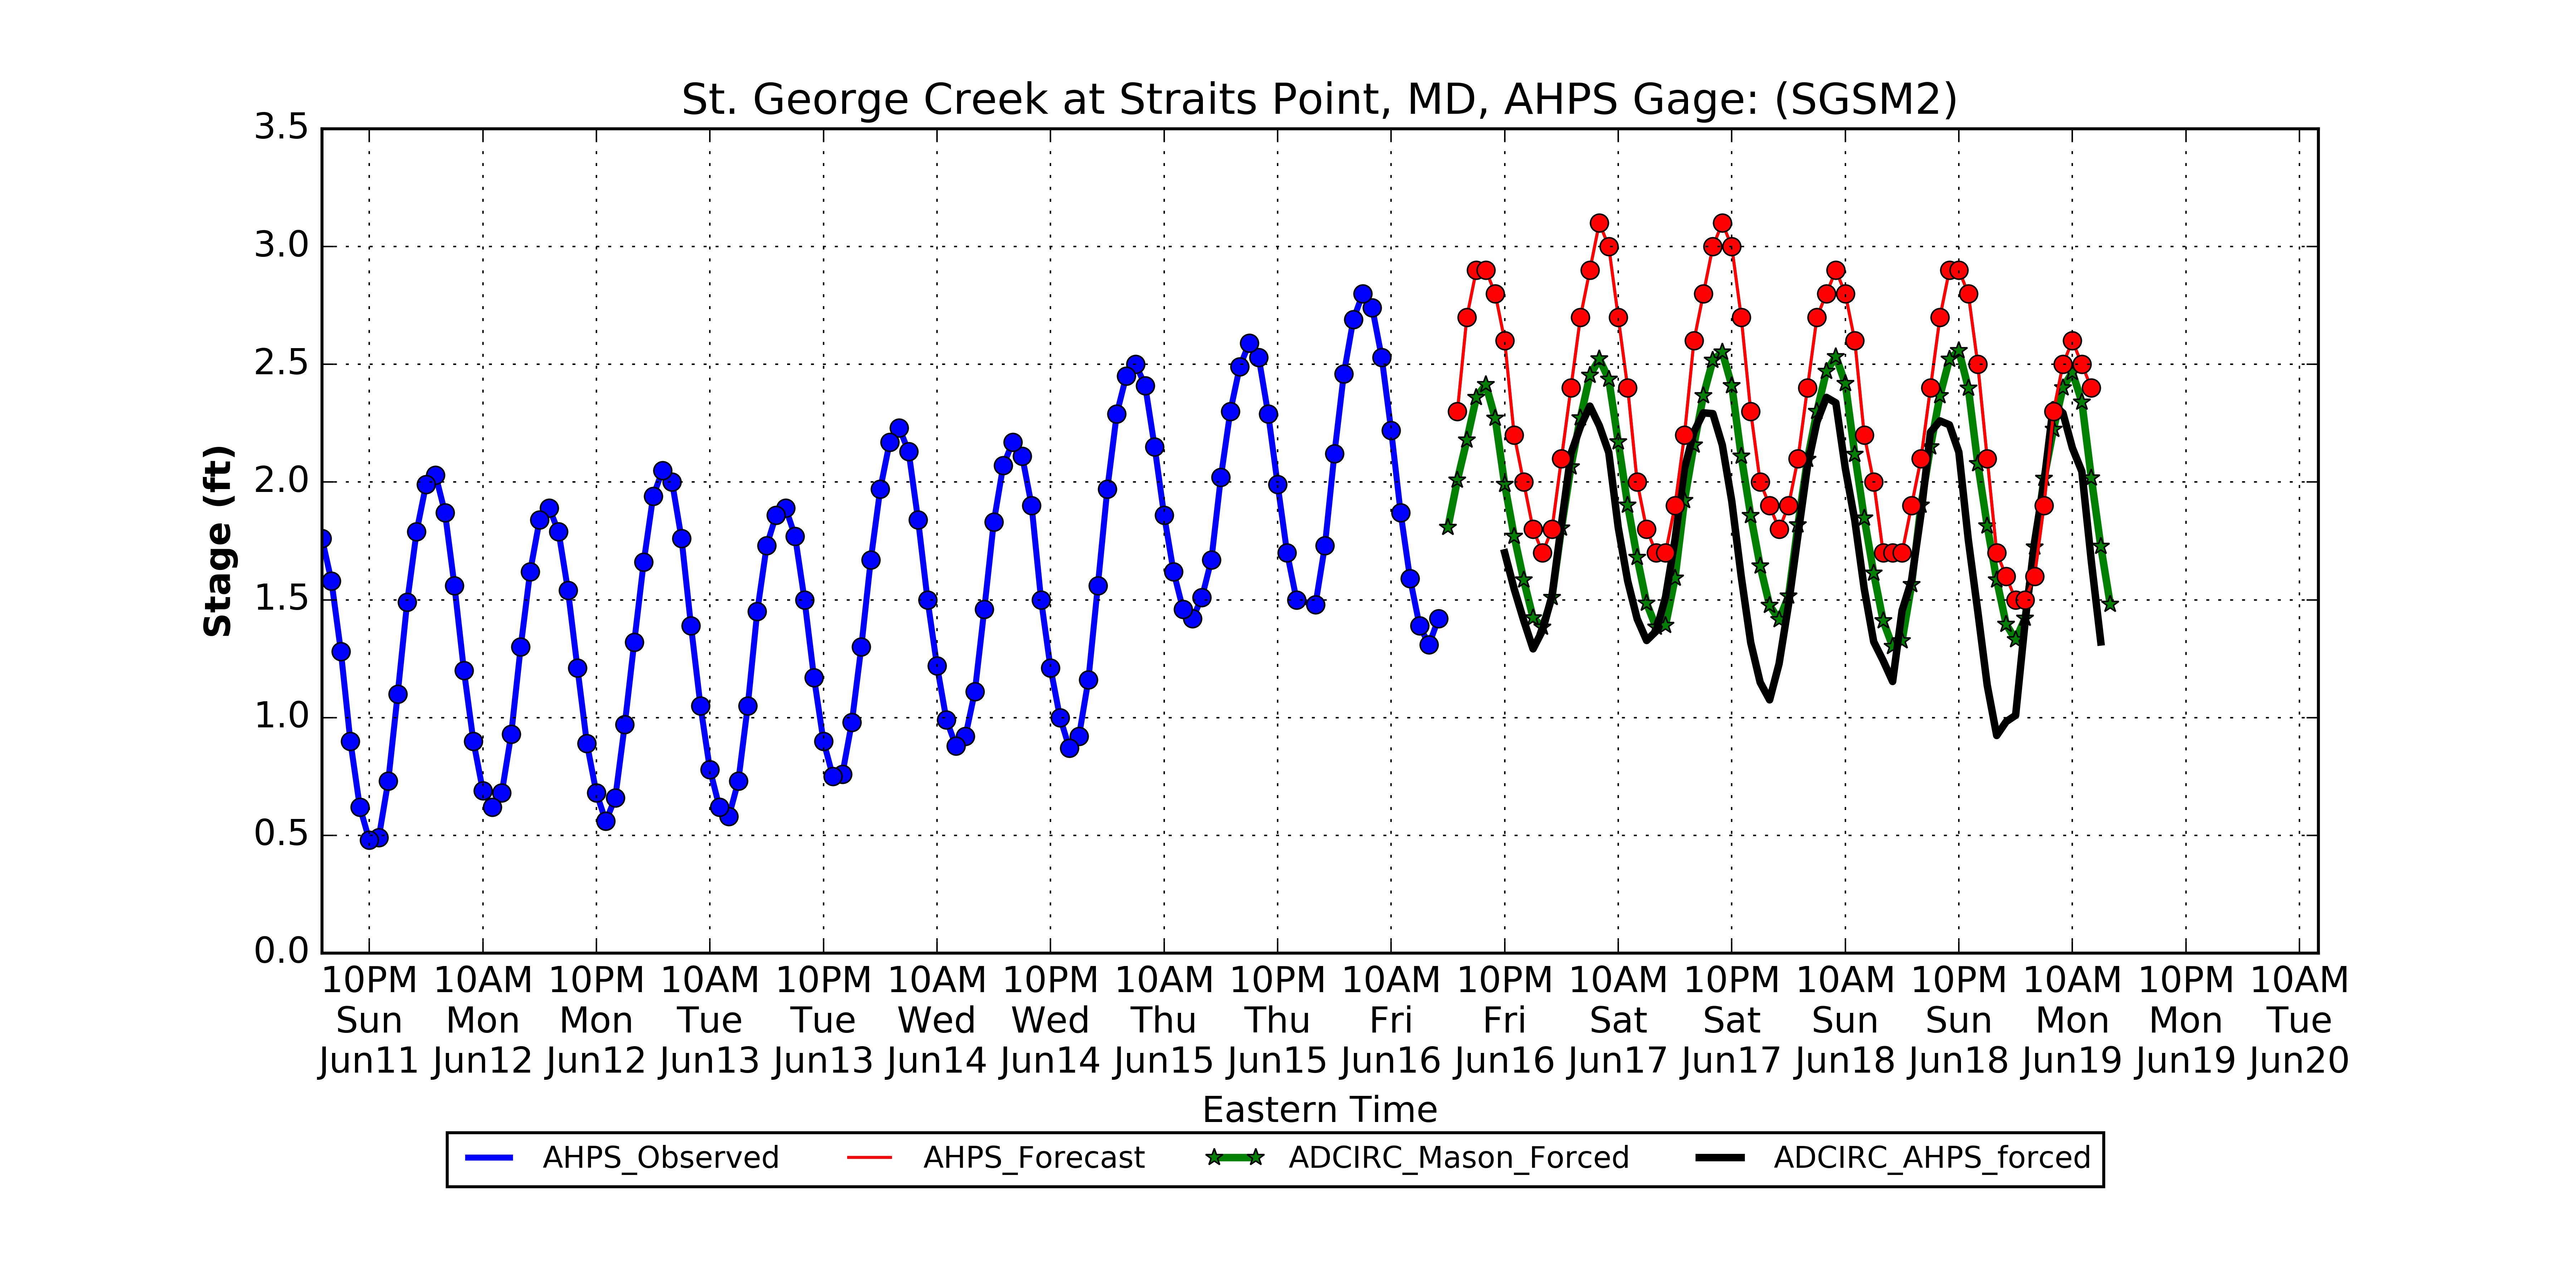 St. George Creek at Straits Point, MD, AHPS Gage: (SGSM2)
3.5
3.0
2.5
2.0
1.5
1.0
0.5
0.0
Stage (ft)
10PM 10AM 10PM 10AM 10PM 10AM 10PM 10AM 10PM 10AM 10PM 10AM 10PM 10AM 10PM 10AM 10PM 10AM
Sun Mon Mon Tue Tue Wed Wed Thu Thu Fri Fri Sat Sat Sun Sun Mon Mon Tue
Jun11 Jun12 Jun12 Jun13 Jun13 Jun14 Jun14 Jun15 Jun15 Jun16 Jun16 Jun17 Jun17 Jun18 Jun18 Jun19 Jun19 Jun20
Eastern Time
AHPS_Observed AHPS_Forecast ADCIRC_Mason_Forced ADCIRC_AHPS_forced